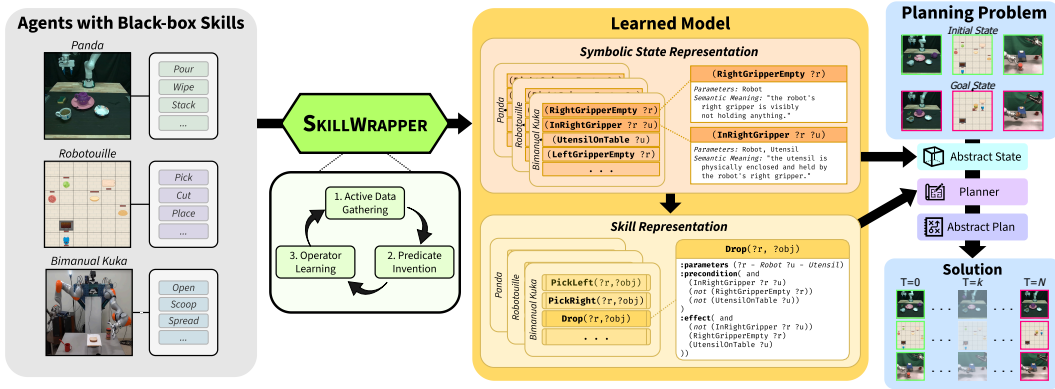 Agents with Black-box Skills
Panda
Pour
Wipe
Stack
...
Robotouille
Pick
Cut
Place
...
Bimanual Kuka
Open
Scoop
Spread
...
SKILLWRAPPER
1. Active Data
Gathering
3. Operator
Learning
2. Predicate
Invention
Learned Model
Symbolic State Representation
Panda
Robotouille
Bimanual Kuka
(RightGripperEmpty ?r)
(InRightGripper ?r ?u)
(UtensilOnTable ?u)
(LeftGripperEmpty ?r)
. . .
(RightGripperEmpty ?r)
Parameters: Robot
Semantic Meaning: "the robot's
right gripper is visibly
not holding anything."
(InRightGripper ?r ?u)
Parameters: Robot, Utensil
Semantic Meaning: "the utensil is
physically enclosed and held by
the robot's right gripper."
Skill Representation
Panda
Robotouille
Bimanual Kuka
PickLeft(?r,?obj)
PickRight(?r,?obj)
Drop(?r,?obj)
. . .
Drop(?r, ?obj)
:parameters (?r - Robot ?u - Utensil)
:precondition( and
(InRightGripper ?r ?u)
(not (RightGripperEmpty ?r))
(not (UtensilOnTable ?u))
)
:effect( and
(not (InRightGripper ?r ?u))
(RightGripperEmpty ?r)
(UtensilOnTable ?u)
))
Planning Problem
Initial State
Goal State
Abstract State
Planner
Abstract Plan
Solution
T=0 T=k T=N
. . . . . .
. . . . . .
. . . . . .